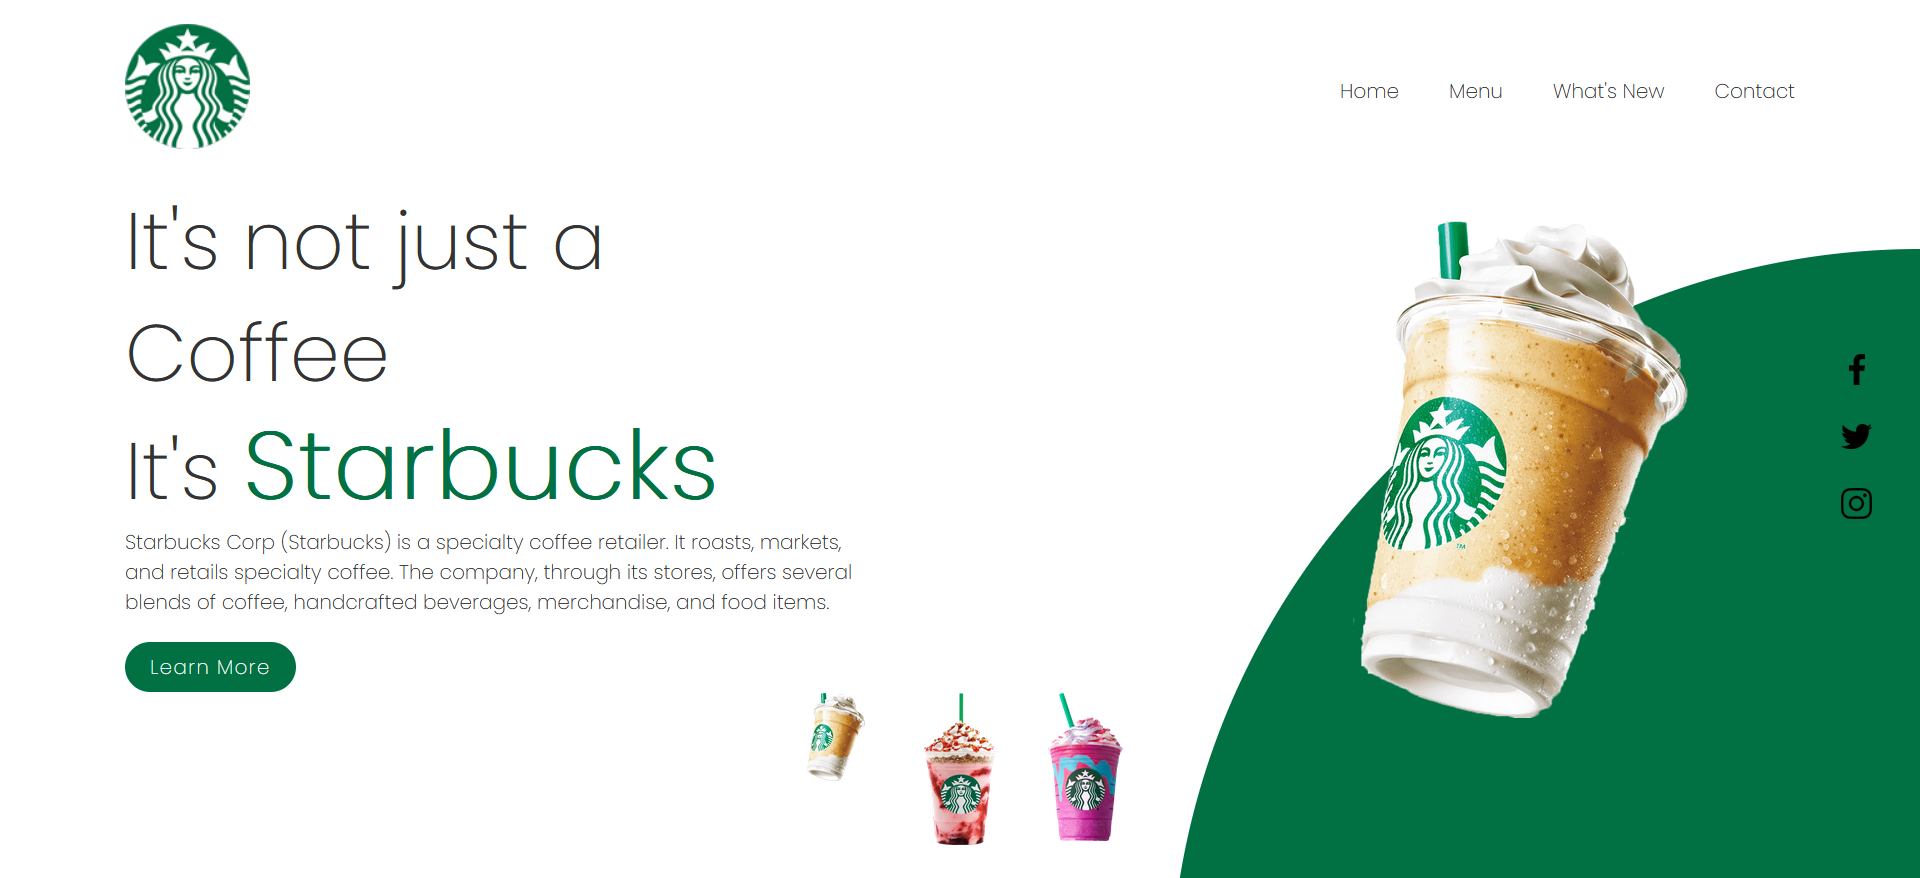 Home Menu What's New Contact
It's not just a
Coffee
It's Starbucks
Starbucks Corp (Starbucks) is a specialty coffee retailer. It roasts, markets,
and retails specialty coffee. The company, through its stores, offers several
blends of coffee, handcrafted beverages, merchandise, and food items.
Learn More
TM